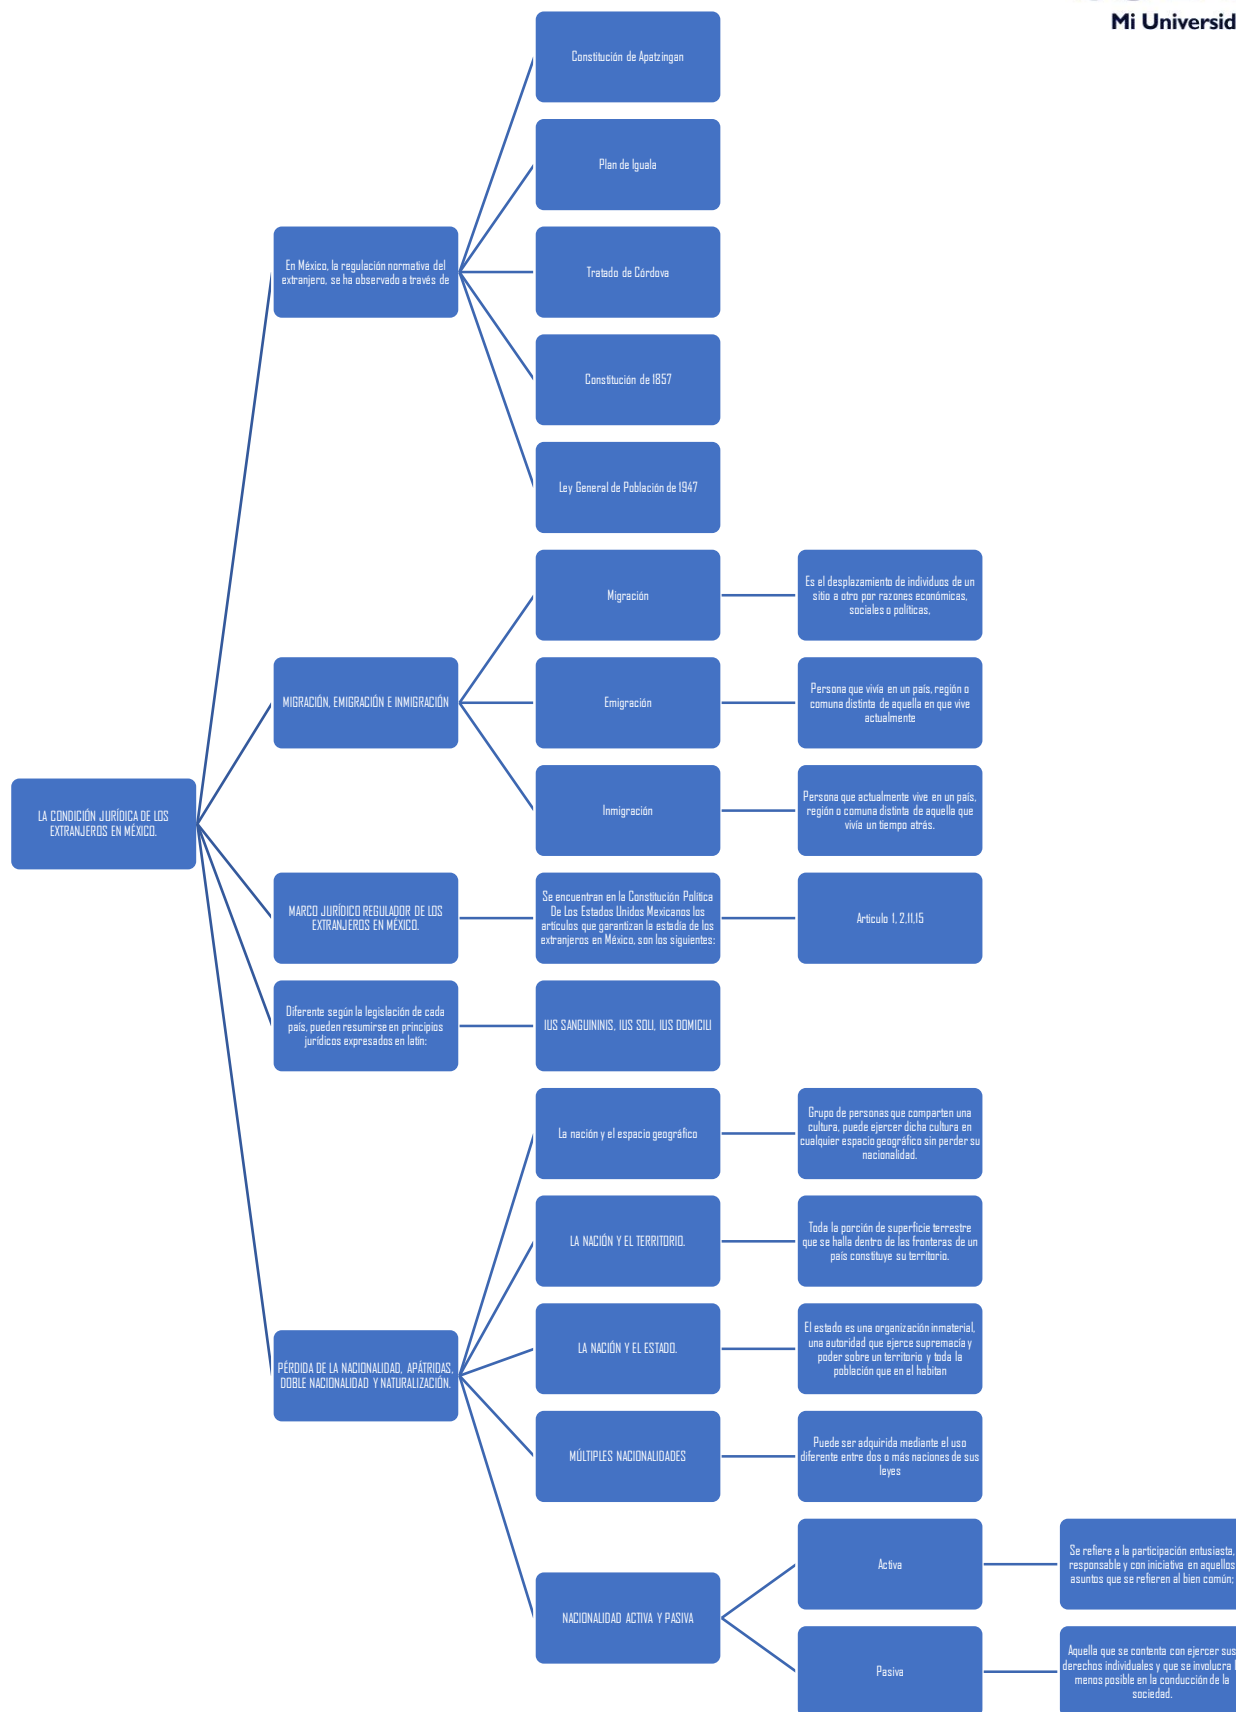 Mi Universid
Constitución de Apatzingan
Plan de Iguala
En México, la regulación normativa del
extranjero, se ha observado a través de
Tratado de Córdova
Constitución de 1857
Ley General de Población de 1947
LA CONDICIÓN JURÍDICA DE LOS
EXTRANJEROS EN MÉXICO.
MIGRACIÓN, EMIGRACIÓN E INMIGRACIÓN
Migración
Es el desplazamiento de individuos de un
sitio a otro por razones económicas,
sociales o políticas,
Emigración
Persona que vivía en un país, región o
comuna distinta de aquella en que vive
actualmente
Inmigración
Persona que actualmente vive en un país,
región o comuna distinta de aquella que
vivía un tiempo atrás.
MARCO JURÍDICO REGULADOR DE LOS
EXTRANJEROS EN MÉXICO.
Se encuentran en la Constitución Política
De Los Estados Unidos Mexicanos los
artículos que garantizan la estadía de los
extranjeros en México, son los siguientes:
Articulo 1, 2,11,15
Diferente según la legislación de cada
país, pueden resumirse en principios
jurídicos expresados en latín:
IUS SANGUININIS, IUS SOLI, IUS DOMICILI
PÉRDIDA DE LA NACIONALIDAD, APÁTRIDAS,
DOBLE NACIONALIDAD Y NATURALIZACIÓN.
La nación y el espacio geográfico
Grupo de personas que comparten una
cultura, puede ejercer dicha cultura en
cualquier espacio geográfico sin perder su
nacionalidad.
LA NACIÓN Y EL TERRITORIO.
Toda la porción de superficie terrestre
que se halla dentro de las fronteras de un
país constituye su territorio.
LA NACIÓN Y EL ESTADO.
El estado es una organización inmaterial,
una autoridad que ejerce supremacía y
poder sobre un territorio y toda la
población que en el habitan
MÚLTIPLES NACIONALIDADES
Puede ser adquirida mediante el uso
diferente entre dos o más naciones de sus
leyes
NACIONALIDAD ACTIVA Y PASIVA
Activa
Se refiere a la participación entusiasta,
responsable y con iniciativa en aquellos
asuntos que se refieren al bien común;
Pasiva
Aquella que se contenta con ejercer sus
derechos individuales y que se involucra
menos posible en la conducción de la
sociedad.